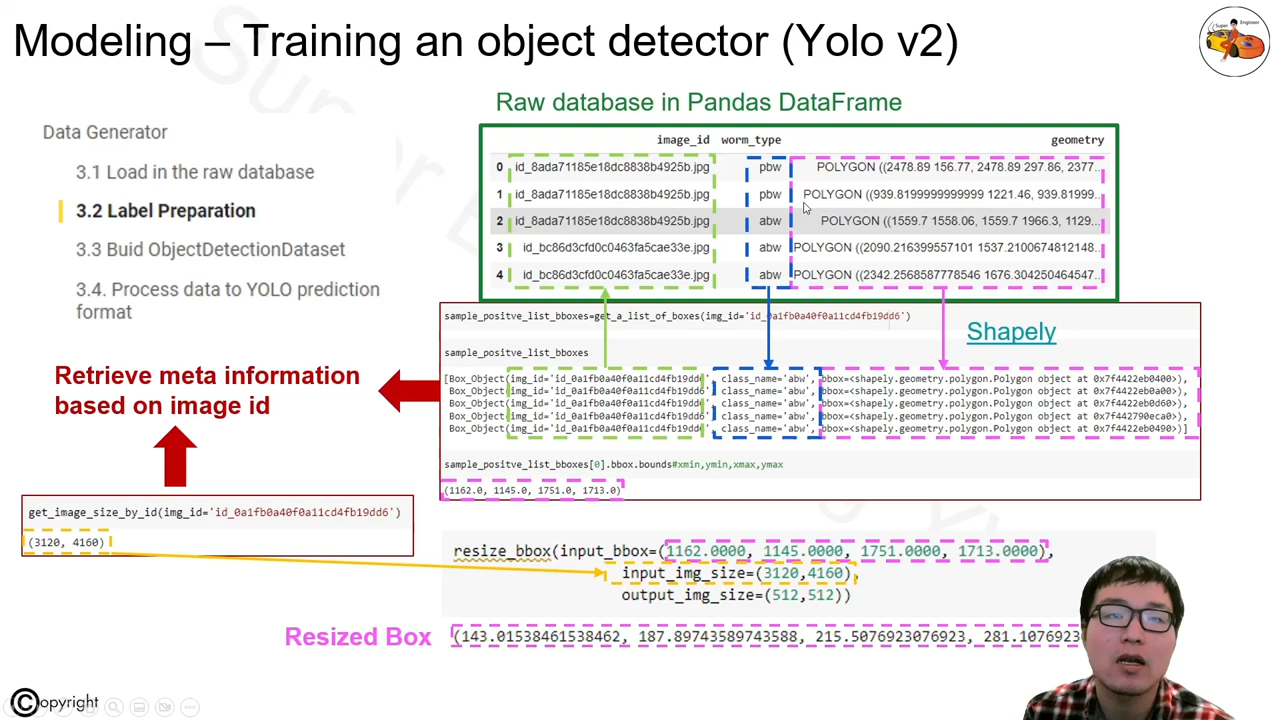 Modeling – Training an object detector (Yolo v2)
Super Engineer
Raw database in Pandas DataFrame
Data Generator
3.1 Load in the raw database
3.2 Label Preparation
3.3 Buid ObjectDetectionDataset
3.4. Process data to YOLO prediction
format
image_id worm_type geometry
0 id_8ada71185e18dc8838b4925b.jpg pbw POLYGON ((2478.89 156.77, 2478.89 297.86, 2377...
1 id_8ada71185e18dc8838b4925b.jpg pbw POLYGON ((939.8199999999999 1221.46, 939.81999...
2 id_8ada71185e18dc8838b4925b.jpg abw POLYGON ((1559.7 1558.06, 1559.7 1966.3, 1129...
3 id_bc86d3cfd0c0463fa5cae33e.jpg abw POLYGON ((2090.216399557101 1537.2100674812148...
4 id_bc86d3cfd0c0463fa5cae33e.jpg abw POLYGON ((2342.2568587778546 1676.304250464547...
sample_positve_list_bboxes=get_a_list_of_boxes(img_id='id_0a1fb0a40f0a11cd4fb19dd6')
Shapely
sample_positve_list_bboxes
[Box_Object(img_id='id_0a1fb0a40f0a11cd4fb19dd6', class_name='abw', bbox=<shapely.geometry.polygon.Polygon object at 0x7f4422eb0400>),
Box_Object(img_id='id_0a1fb0a40f0a11cd4fb19dd6', class_name='abw', bbox=<shapely.geometry.polygon.Polygon object at 0x7f4422eb0a00>),
Box_Object(img_id='id_0a1fb0a40f0a11cd4fb19dd6', class_name='abw', bbox=<shapely.geometry.polygon.Polygon object at 0x7f4422eb0d60>),
Box_Object(img_id='id_0a1fb0a40f0a11cd4fb19dd6', class_name='abw', bbox=<shapely.geometry.polygon.Polygon object at 0x7f442790eca0>),
Box_Object(img_id='id_0a1fb0a40f0a11cd4fb19dd6', class_name='abw', bbox=<shapely.geometry.polygon.Polygon object at 0x7f4422eb0490>)]
sample_positve_list_bboxes[0].bbox.bounds#xmin,ymin,xmax,ymax
(1162.0, 1145.0, 1751.0, 1713.0)
Retrieve meta information
based on image id
get_image_size_by_id(img_id='id_0a1fb0a40f0a11cd4fb19dd6')
(3120, 4160)
resize_bbox(input_bbox=(1162.0000, 1145.0000, 1751.0000, 1713.0000),
input_img_size=(3120,4160),
output_img_size=(512,512))
Resized Box
(143.01538461538462, 187.89743589743588, 215.5076923076923, 281.1076923
©opyright